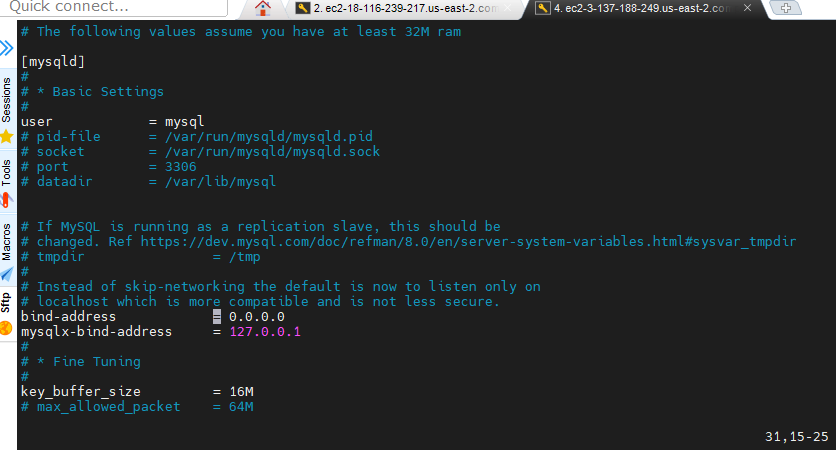 Quick connect...
2. ec2-18-116-239-217.us-east-2.com
4. ec2-3-137-188-249.us-east-2.co
Sessions
Tools
Macros
Sftp
# The following values assume you have at least 32M ram
[mysqld]
#
# * Basic Settings
#
user            = mysql
# pid-file      = /var/run/mysqld/mysqld.pid
# socket        = /var/run/mysqld/mysqld.sock
# port          = 3306
# datadir       = /var/lib/mysql
# If MySQL is running as a replication slave, this should be
# changed. Ref https://dev.mysql.com/doc/refman/8.0/en/server-system-variables.html#sysvar_tmpdir
# tmpdir                = /tmp
#
# Instead of skip-networking the default is now to listen only on
# localhost which is more compatible and is not less secure.
bind-address            = 0.0.0.0
mysqlx-bind-address     = 127.0.0.1
#
# * Fine Tuning
#
key_buffer_size         = 16M
# max_allowed_packet    = 64M
31,15-25